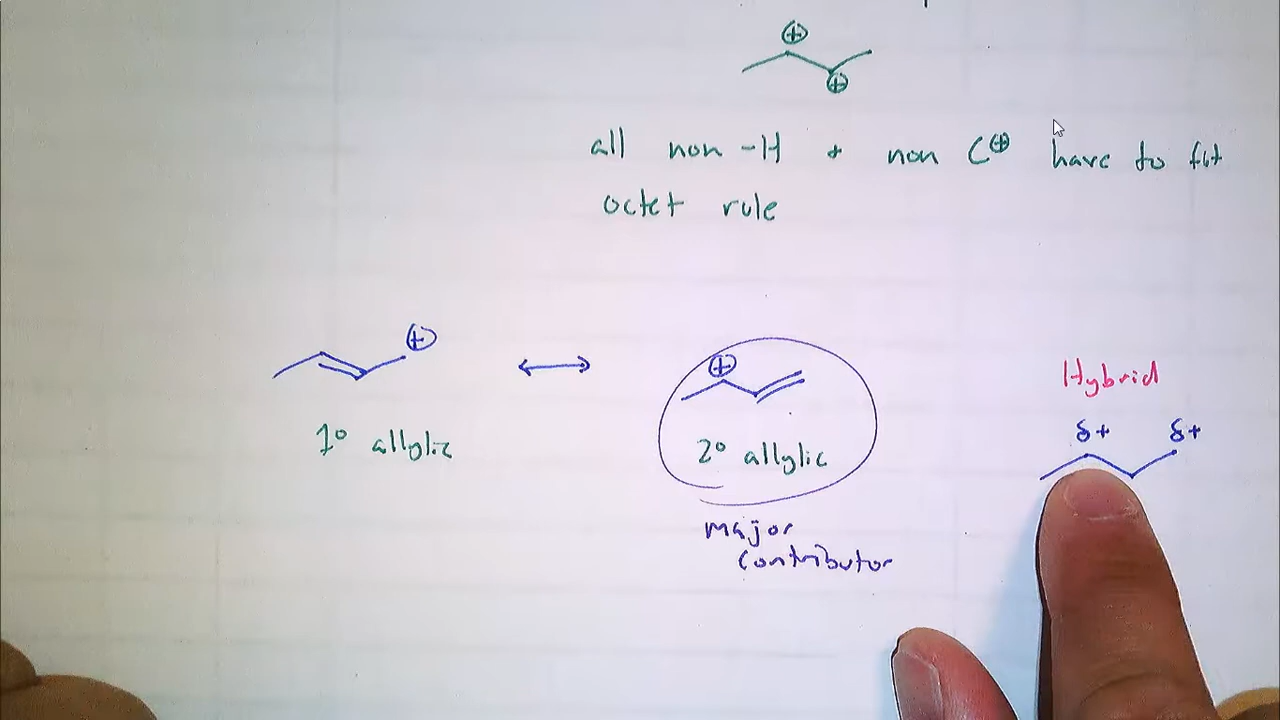 ⊕
⊕
all non-H + non C⊕ have to fit
octet rule
⊕
⊕
Hybrid
δ+ δ+
1° allylic
2° allylic
major
contributor